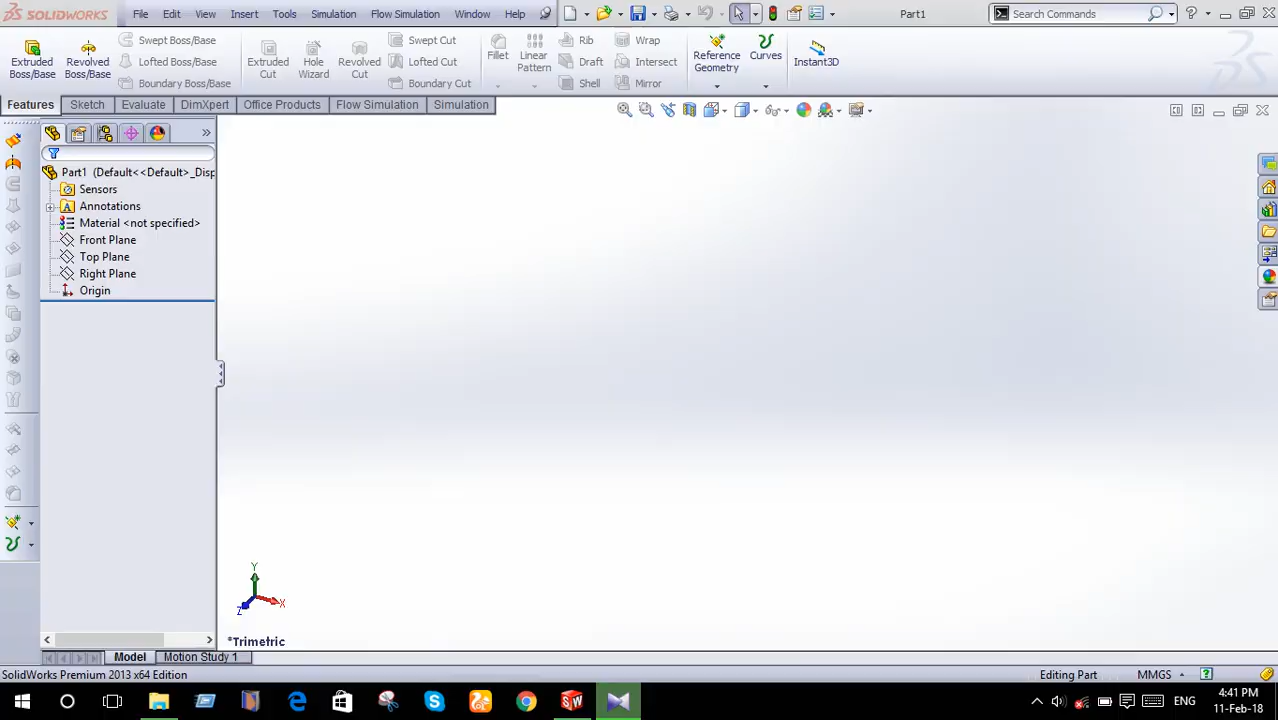 SOLIDWORKS File Edit View Insert Tools Simulation Flow Simulation Window Help Part1 Search Commands ?
Extruded Boss/Base
Revolved Boss/Base
Swept Boss/Base
Lofted Boss/Base
Boundary Boss/Base
Extruded Cut
Hole Wizard
Revolved Cut
Swept Cut
Lofted Cut
Boundary Cut
Fillet
Linear Pattern
Rib
Draft
Shell
Wrap
Intersect
Mirror
Reference Geometry
Curves
Instant3D
Features Sketch Evaluate DimXpert Office Products Flow Simulation Simulation
Part1 (Default<<Default>_Disp
Sensors
Annotations
Material <not specified>
Front Plane
Top Plane
Right Plane
Origin
Y
Z X
*Trimetric
Model Motion Study 1
SolidWorks Premium 2013 x64 Edition Editing Part MMGS ?
ENG 4:41 PM
11-Feb-18